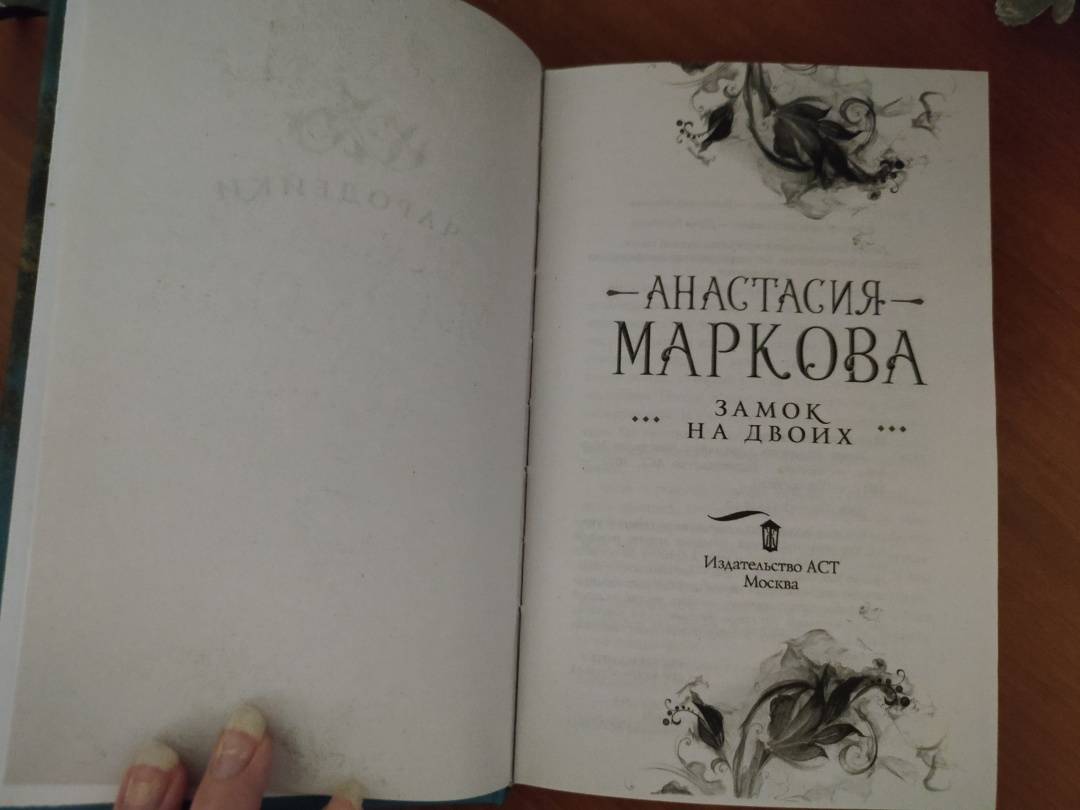 АНАСТАСИЯ
МАРКОВА
ЗАМОК
НА ДВОИХ
Издательство АСТ
Москва